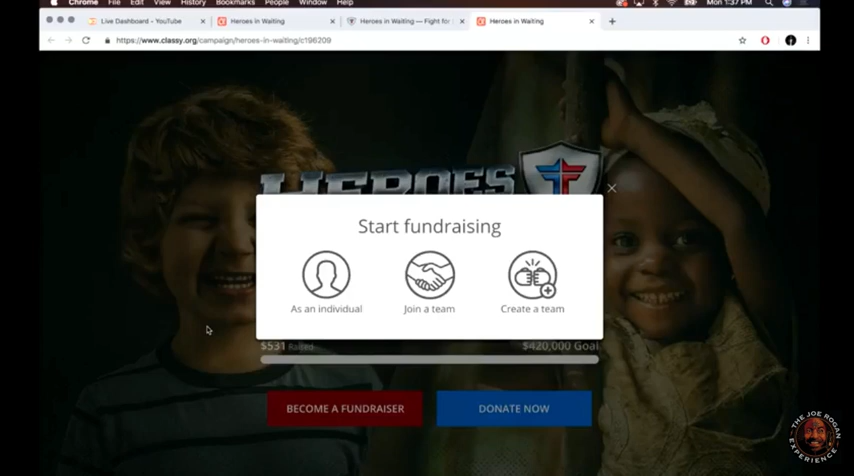 Chrome File Edit View History Bookmarks People Window Help
Mon 1:37 PM
Live Dashboard - YouTube
Heroes in Waiting
Heroes in Waiting — Fight for
Heroes in Waiting
https://www.classy.org/campaign/heroes-in-waiting/c196209
HEROES
Start fundraising
As an individual
Join a team
Create a team
$531 Raised
$420,000 Goal
BECOME A FUNDRAISER
DONATE NOW
THE JOE ROGAN
EXPERIENCE